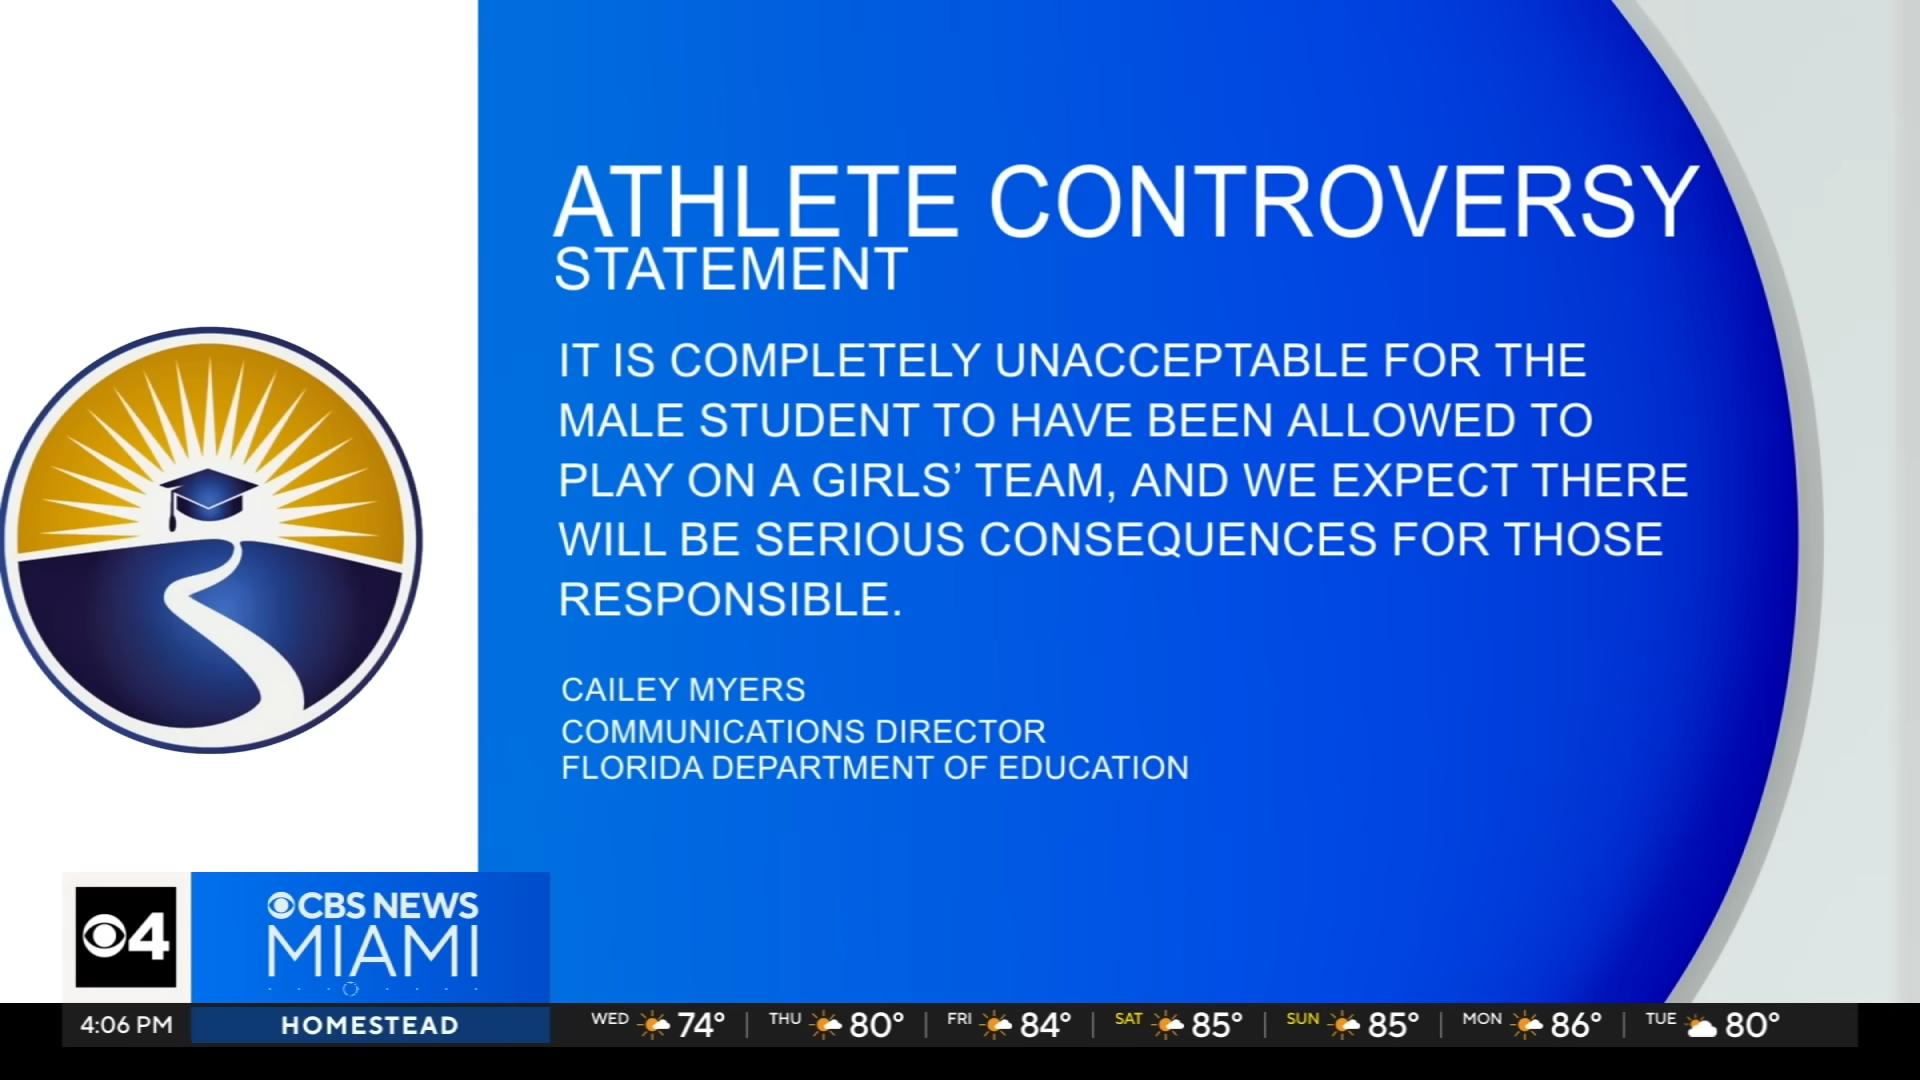 ATHLETE CONTROVERSY
STATEMENT
IT IS COMPLETELY UNACCEPTABLE FOR THE
MALE STUDENT TO HAVE BEEN ALLOWED TO
PLAY ON A GIRLS’ TEAM, AND WE EXPECT THERE
WILL BE SERIOUS CONSEQUENCES FOR THOSE
RESPONSIBLE.
CAILEY MYERS
COMMUNICATIONS DIRECTOR
FLORIDA DEPARTMENT OF EDUCATION
4
CBS NEWS
MIAMI
4:06 PM HOMESTEAD WED 74° | THU 80° | FRI 84° | SAT 85° | SUN 85° | MON 86° | TUE 80°